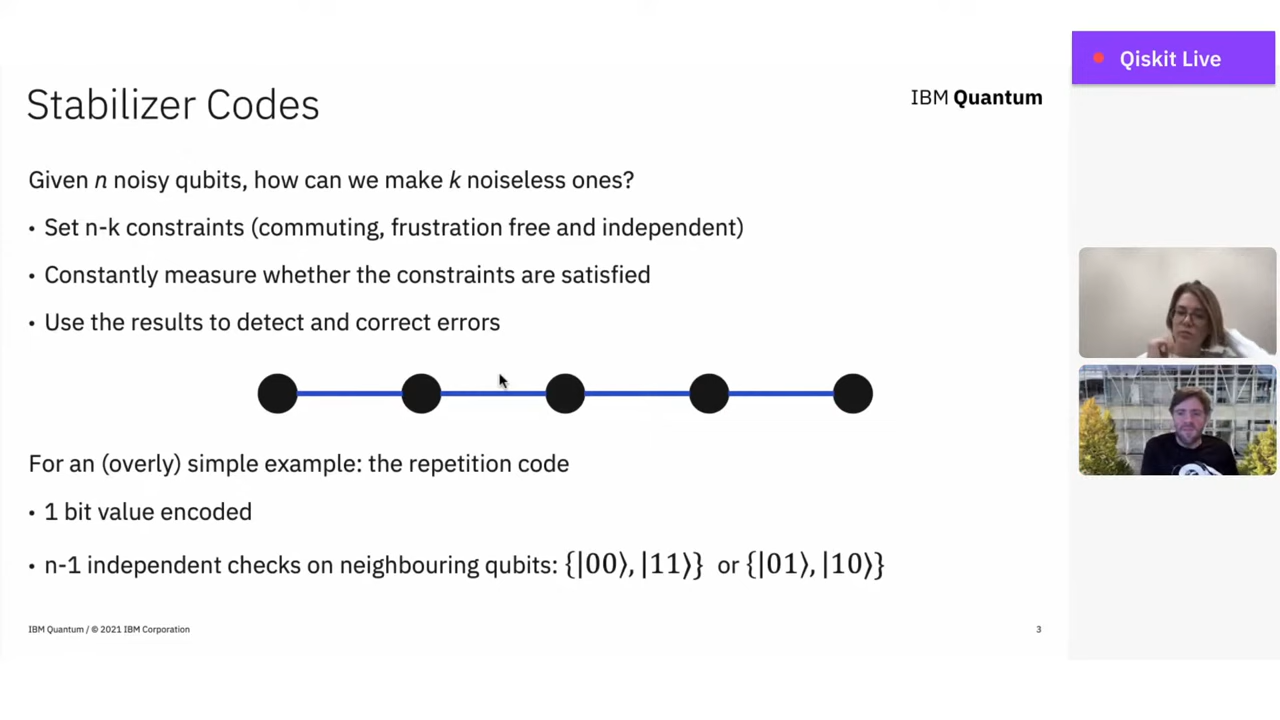 Qiskit Live
Stabilizer Codes
IBM Quantum
Given n noisy qubits, how can we make k noiseless ones?
• Set n-k constraints (commuting, frustration free and independent)
• Constantly measure whether the constraints are satisfied
• Use the results to detect and correct errors
For an (overly) simple example: the repetition code
• 1 bit value encoded
• n-1 independent checks on neighbouring qubits: {|00⟩, |11⟩} or {|01⟩, |10⟩}
IBM Quantum / © 2021 IBM Corporation
3